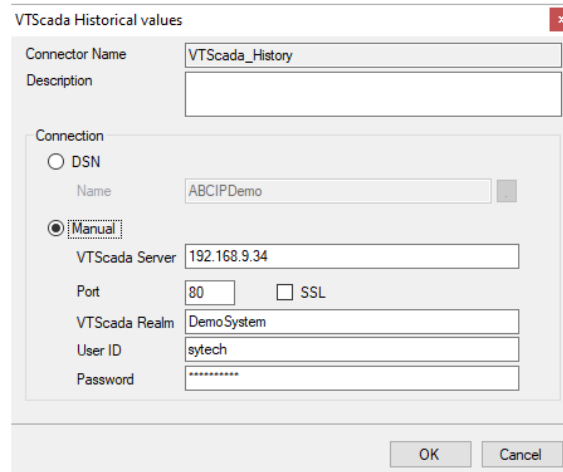 VTScada Historical values
Connector Name VTScada_History
Description
Connection
DSN
Name ABCIPDemo .
Manual
VTScada Server 192.168.9.34
Port 80 SSL
VTScada Realm DemoSystem
User ID sytech
Password **********
OK Cancel